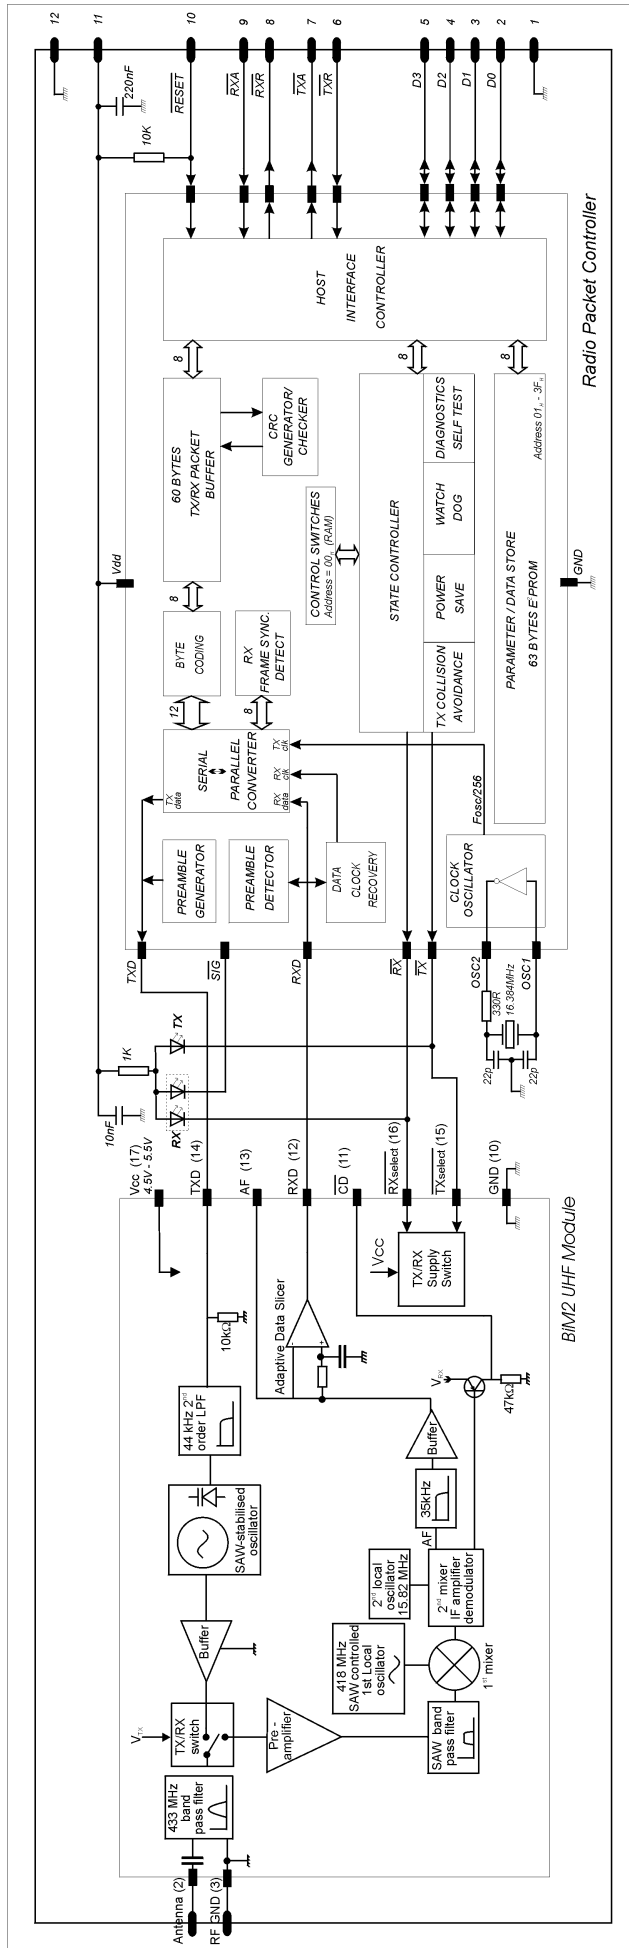 12
11
10
9
8
7
6
5
4
3
2
1
220nF
RESET
RXA
RXR
TXA
TXR
D3
D2
D1
D0
10K
Radio Packet Controller
HOST
INTERFACE
CONTROLLER
8
8
8
60 BYTES
TX/RX PACKET
BUFFER
CRC
GENERATOR/
CHECKER
CONTROL SWITCHES
Address = 00H (RAM)
STATE CONTROLLER
DIAGNOSTICS
SELF TEST
WATCH
DOG
POWER
SAVE
TX COLLISION
AVOIDANCE
Address 01H - 3FH
PARAMETER / DATA STORE
63 BYTES E²PROM
Vdd
GND
8
BYTE
CODING
RX
FRAME SYNC.
DETECT
12
8
SERIAL
PARALLEL
CONVERTER
TX
data
RX
data
RX
clk
TX
clk
Fosc/256
PREAMBLE
GENERATOR
PREAMBLE
DETECTOR
DATA
CLOCK
RECOVERY
CLOCK
OSCILLATOR
TXD
SIG
RXD
RX
TX
OSC2
OSC1
330R
16.384MHz
22p
22p
1K
TX
RX
10nF
Vcc (17)
4.5V - 5.5V
TXD (14)
AF (13)
RXD (12)
CD (11)
RXselect (16)
TXselect (15)
GND (10)
BiM2 UHF Module
VCC
TX/RX
Supply
Switch
10kΩ
Adaptive Data Slicer
-
+
VRX
47kΩ
44 kHz 2nd
order LPF
SAW-stabilised
oscillator
Buffer
Buffer
35kHz
AF
2nd local
oscillator
15.82 MHz
2nd mixer
IF amplifier
demodulator
418 MHz
SAW controlled
1st Local
oscillator
1st mixer
SAW band
pass filter
VTX
TX/RX
switch
Pre -
amplifier
433 MHz
band
pass filter
Antenna (2)
RF GND (3)